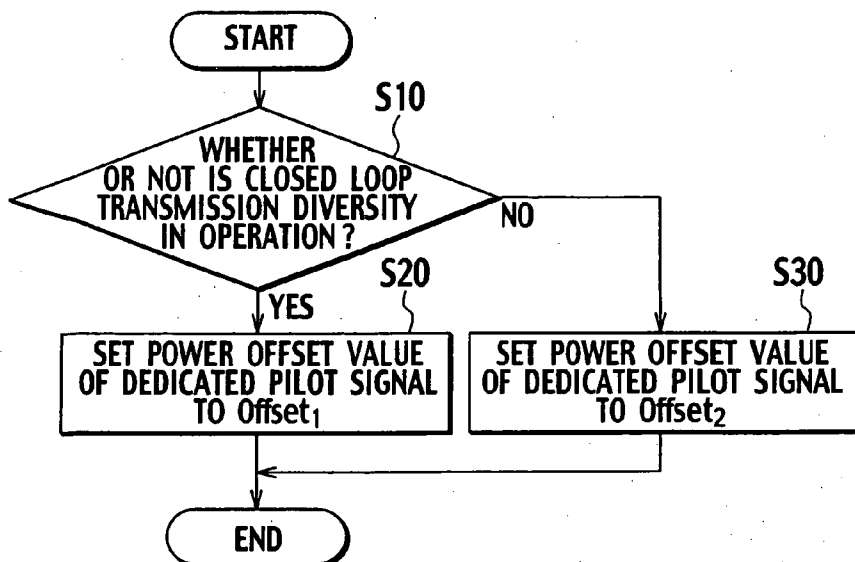 START
S10
WHETHER
OR NOT IS CLOSED LOOP
TRANSMISSION DIVERSITY
IN OPERATION?
NO
YES
S20
SET POWER OFFSET VALUE
OF DEDICATED PILOT SIGNAL
TO Offset₁
S30
SET POWER OFFSET VALUE
OF DEDICATED PILOT SIGNAL
TO Offset₂
END